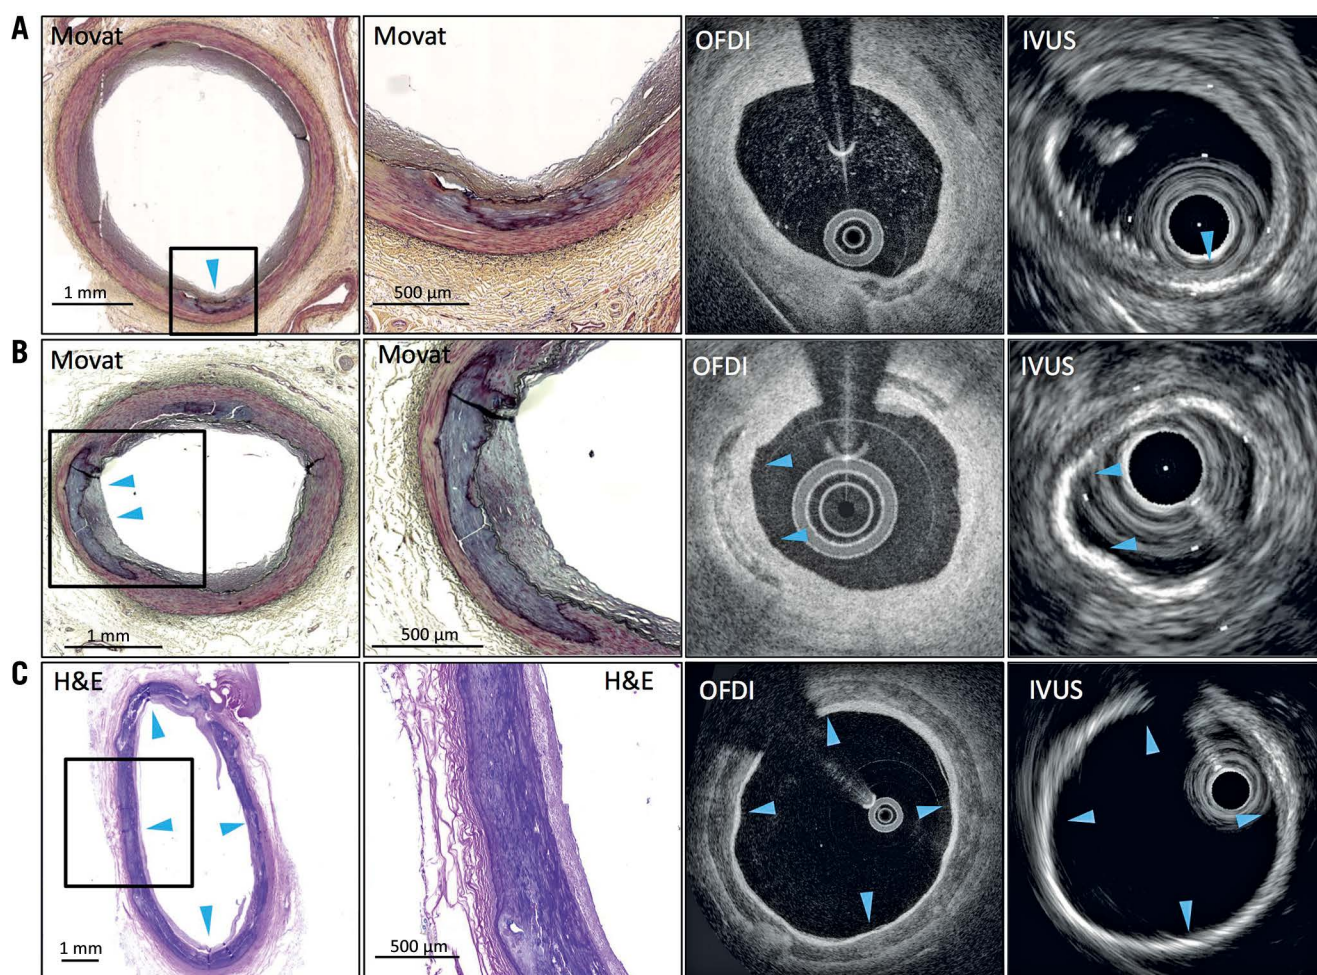 A Movat Movat OFDI IVUS
1 mm 500 µm
B Movat Movat OFDI IVUS
1 mm 500 µm
C H&E H&E OFDI IVUS
1 mm 500 µm